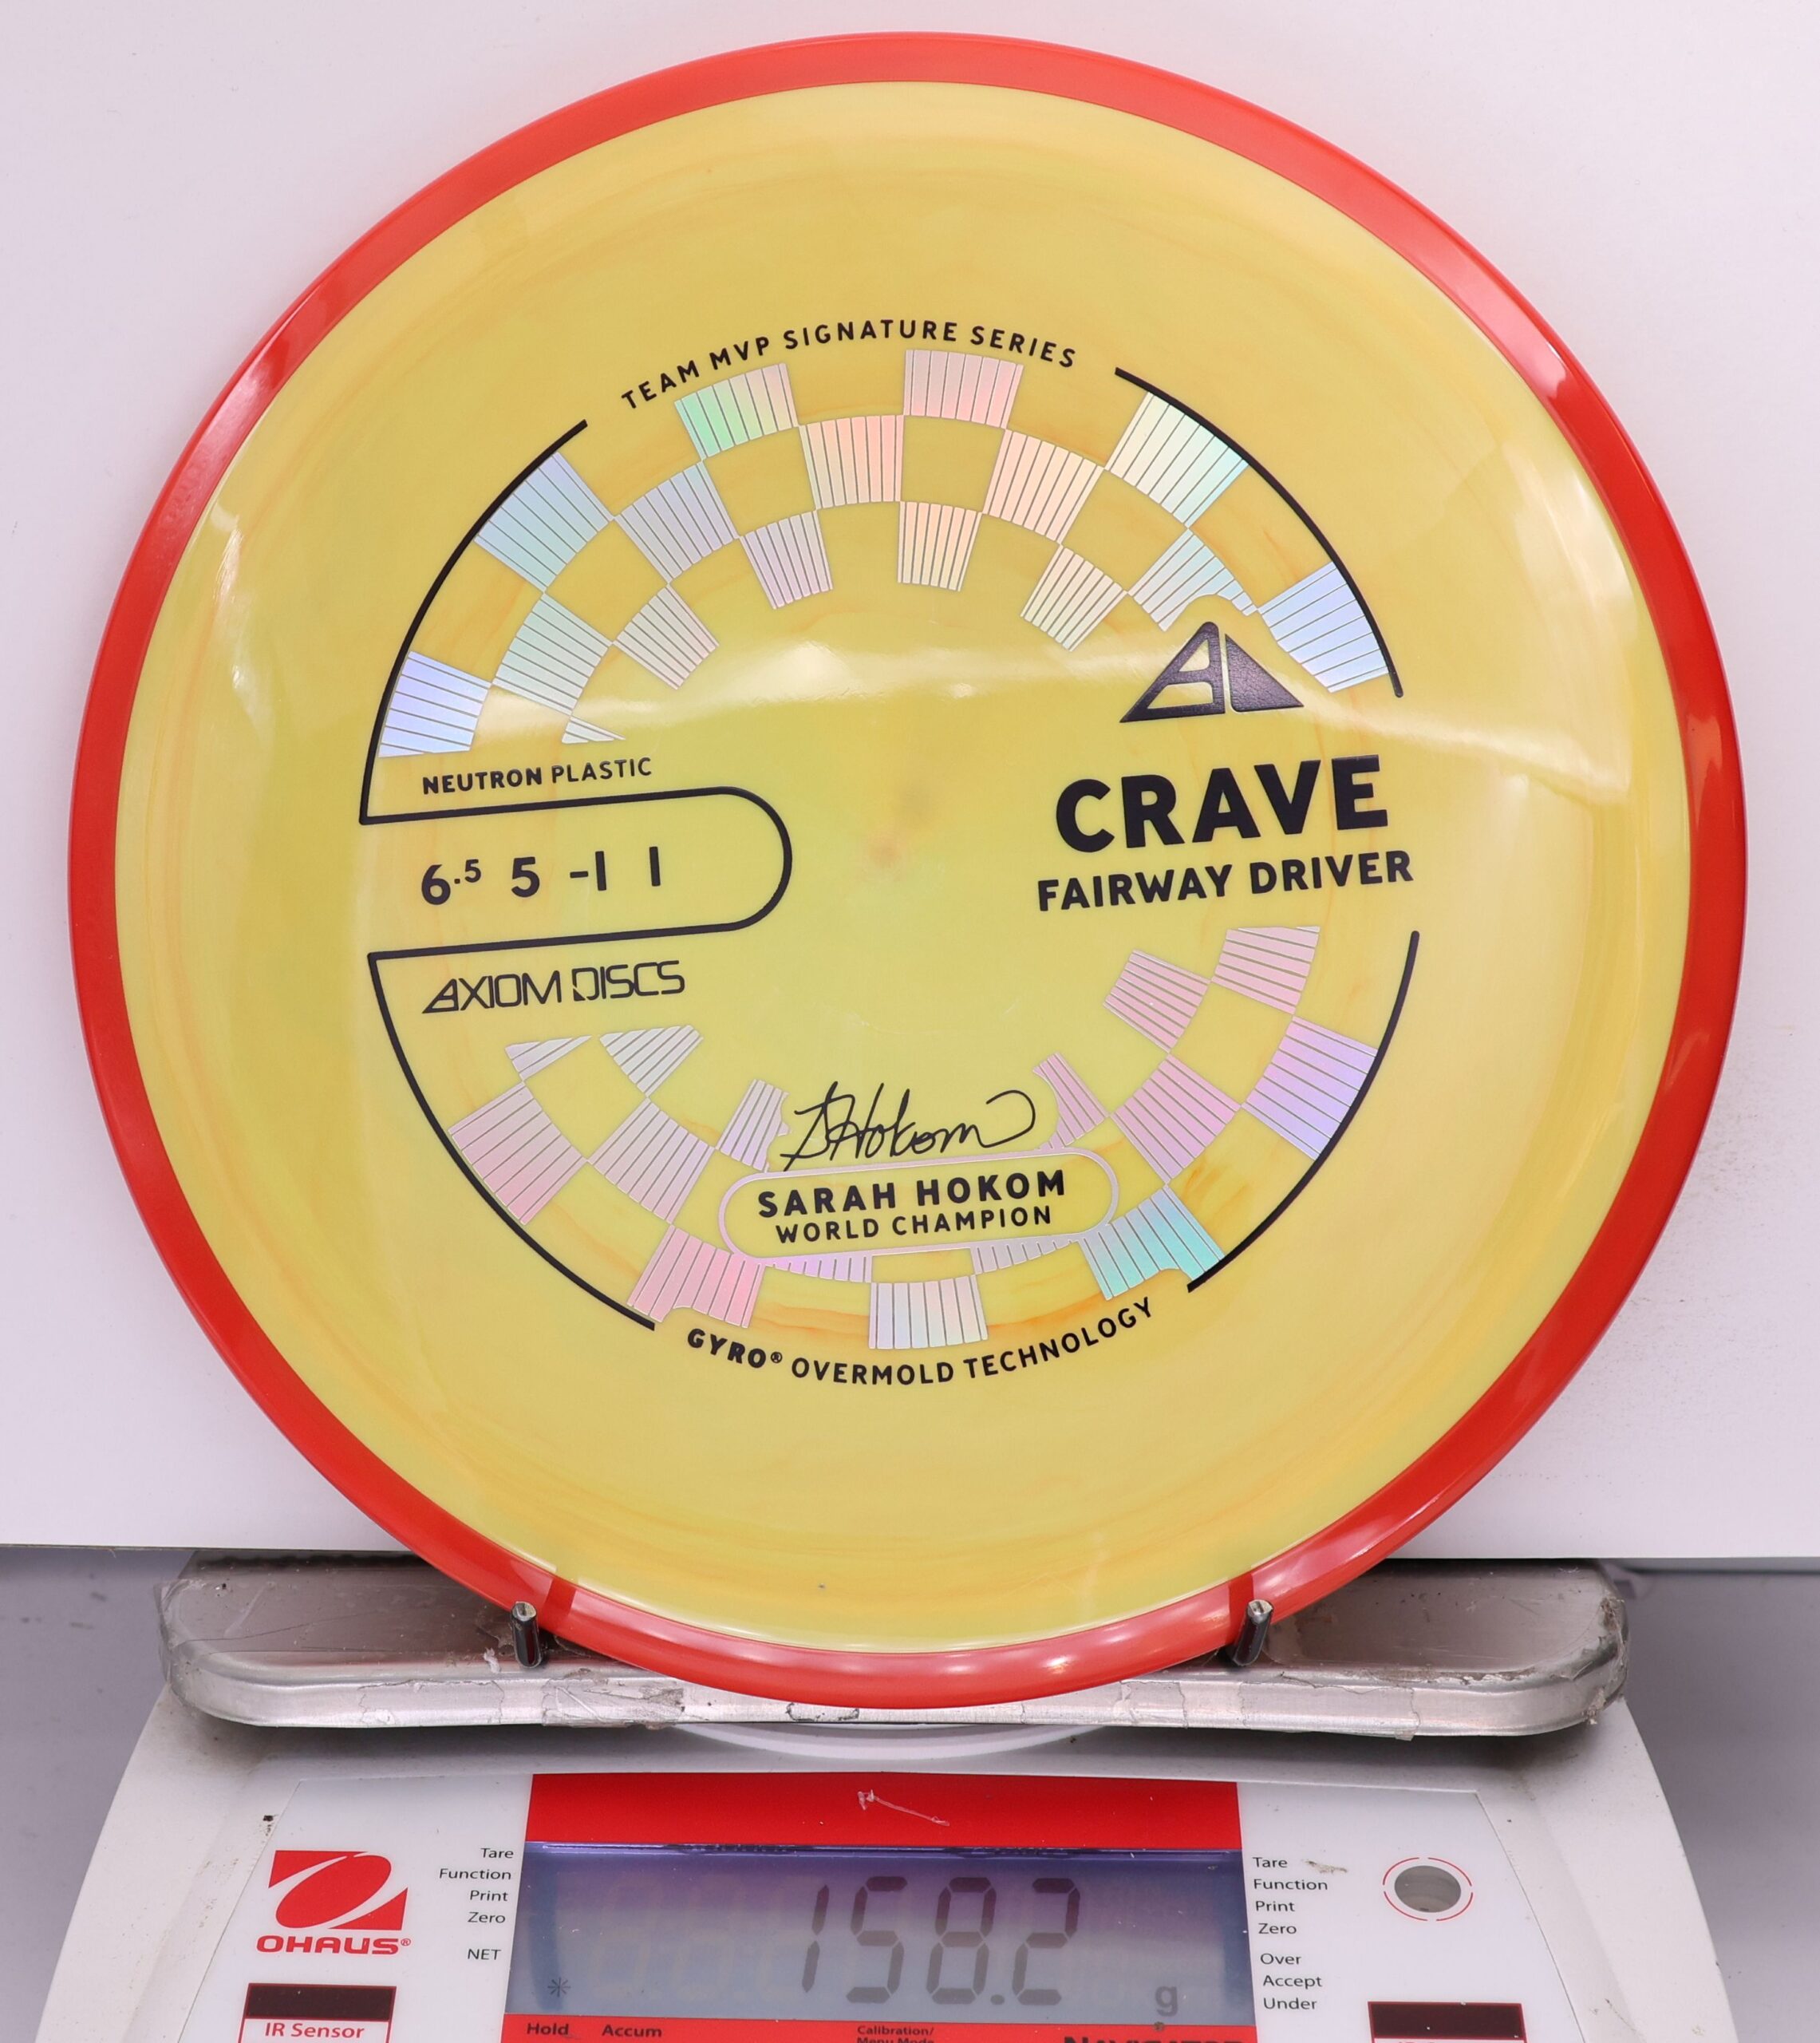 TEAM MVP SIGNATURE SERIES
NEUTRON PLASTIC
6.5 5 -1 1
CRAVE
FAIRWAY DRIVER
AXIOM DISCS
SHokom
SARAH HOKOM
WORLD CHAMPION
GYRO® OVERMOLD TECHNOLOGY
OHAUS®
Tare
Function
Print
Zero
NET
158.2
g
Tare
Function
Print
Zero
Over
Accept
Under
IR Sensor
Hold Accum
Calibration/